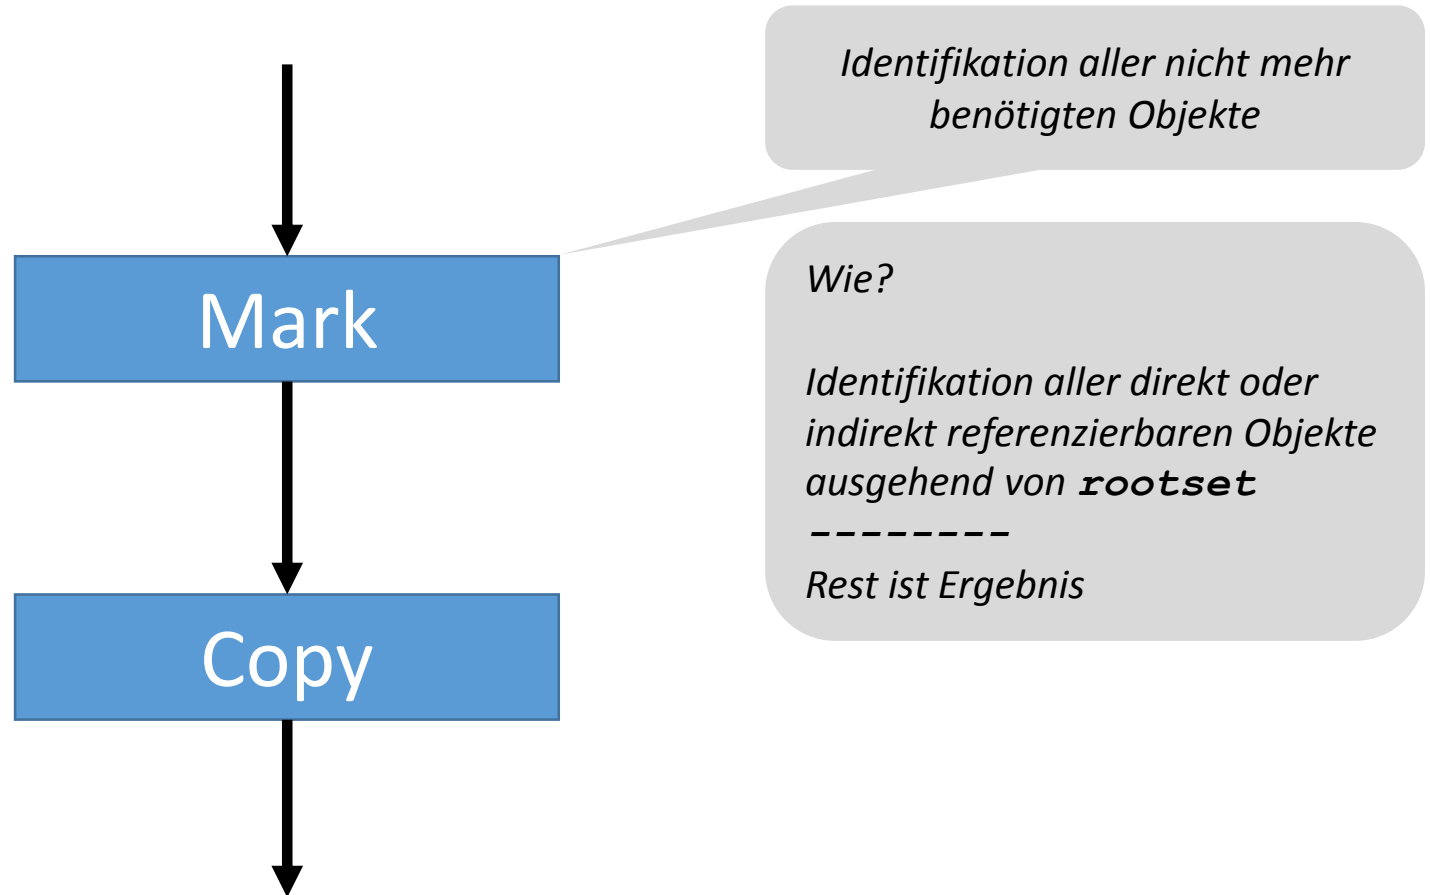 Identifikation aller nicht mehr
benötigten Objekte
Mark
Wie?
Identifikation aller direkt oder
indirekt referenzierbaren Objekte
ausgehend von rootset
--------
Rest ist Ergebnis
Copy